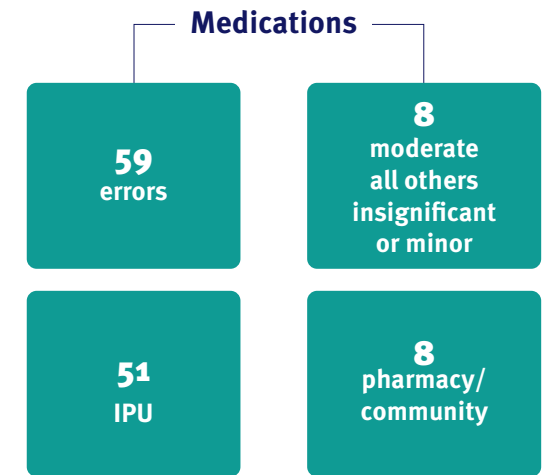 Medications
59
errors
8
moderate
all others
insignificant
or minor
51
IPU
8
pharmacy/
community